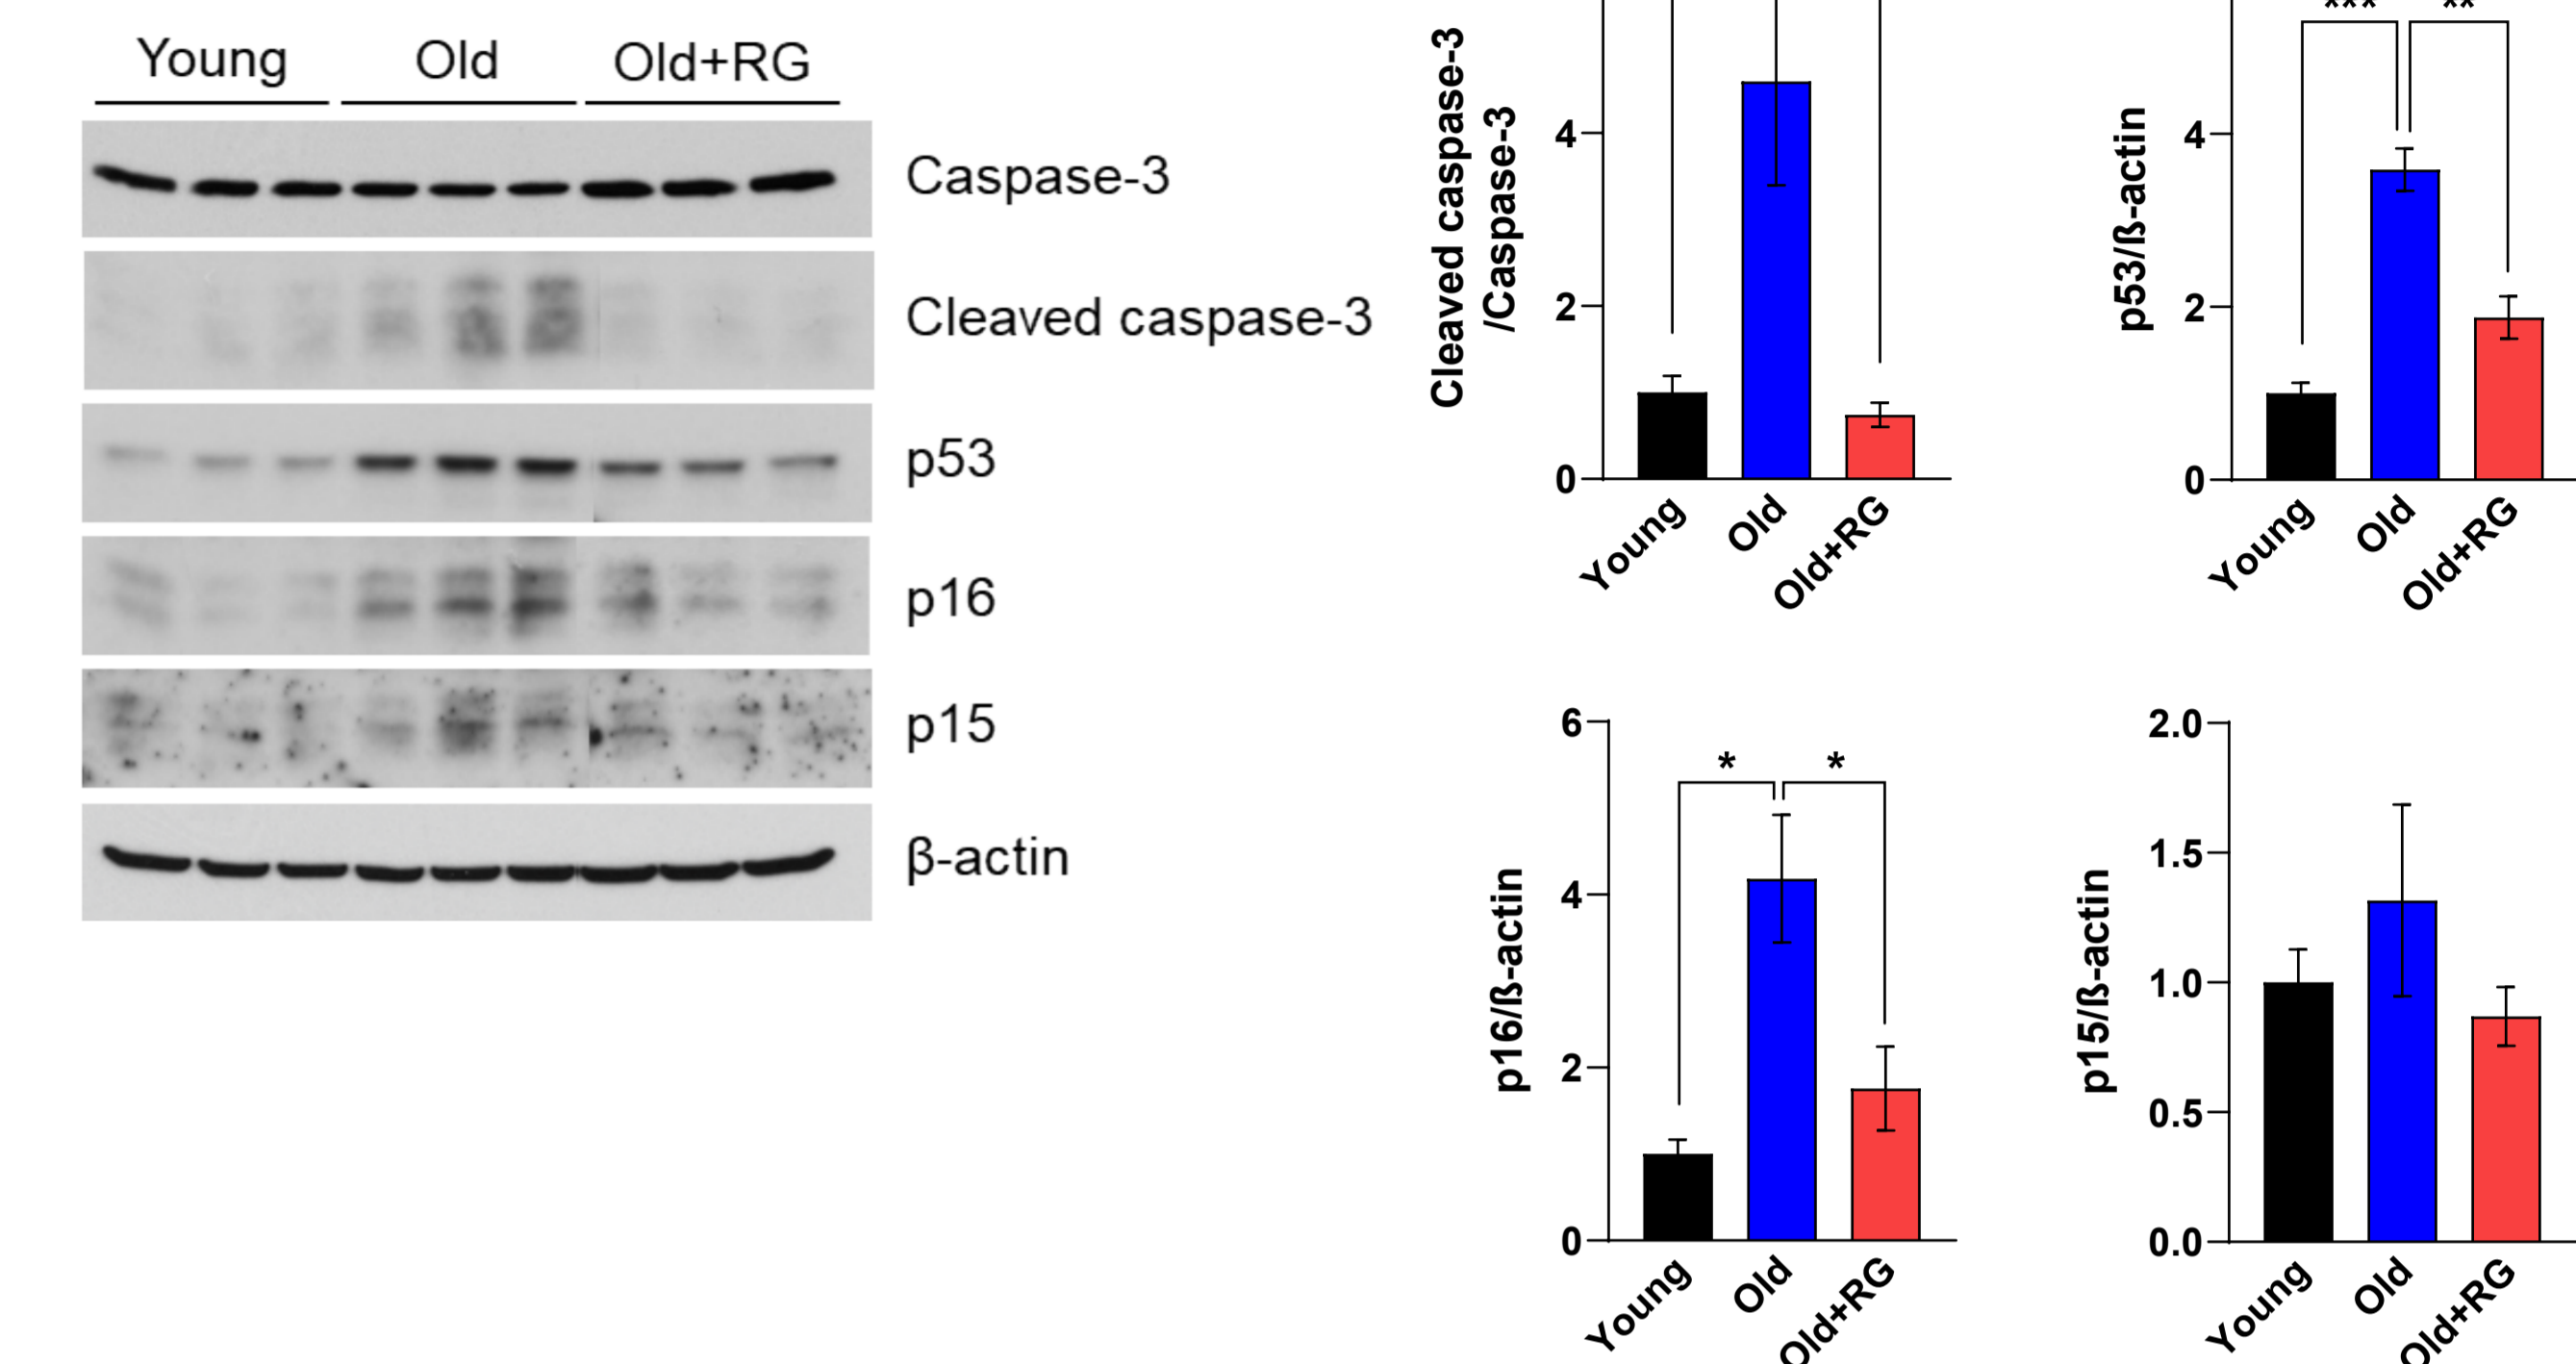 Young Old Old+RG
Caspase-3
Cleaved caspase-3
p53
p16
p15
β-actin
Cleaved caspase-3
/Caspase-3
4
2
0
Young Old Old+RG
*** **
p53/ß-actin
4
2
0
Young Old Old+RG
p16/ß-actin
6
4
2
0
* *
Young Old Old+RG
p15/ß-actin
2.0
1.5
1.0
0.5
0.0
Young Old Old+RG